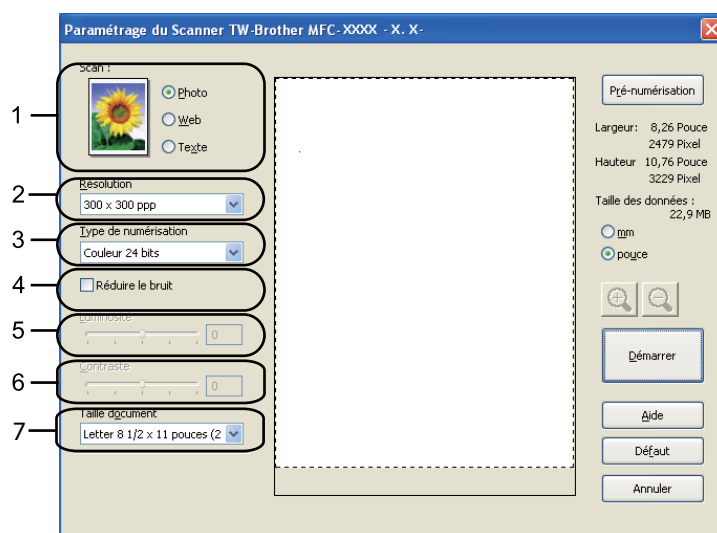 Paramétrage du Scanner TW-Brother MFC-XXXX - X. X-
1
Scan :
Photo
Web
Texte
2
Résolution
300 x 300 ppp
3
Type de numérisation
Couleur 24 bits
4
Réduire le bruit
5
Luminosité
0
6
Contraste
0
7
Taille document
Letter 8 1/2 x 11 pouces (2
Pré-numérisation
Largeur: 8,26 Pouce
2479 Pixel
Hauteur 10,76 Pouce
3229 Pixel
Taille des données :
22,9 MB
mm
pouce
Démarrer
Aide
Défaut
Annuler